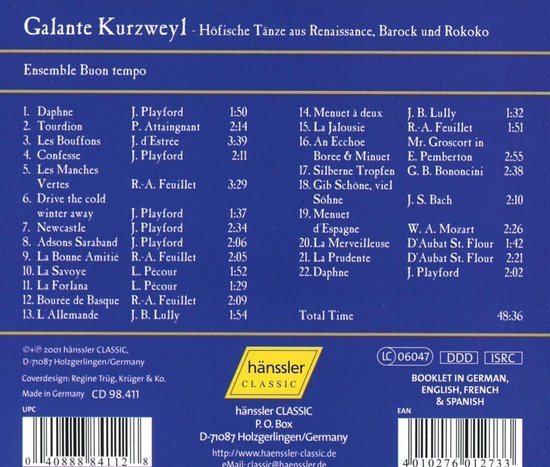 Galante Kurzweyl - Höfische Tänze aus Renaissance, Barock und Rokoko
Ensemble Buon tempo
1. Daphne J. Playford 1:50
2. Tourdion P. Attaingnant 2:14
3. Les Bouffons J. d'Estrée 3:39
4. Confesse J. Playford 2:11
5. Les Manches
Vertes R.-A. Feuillet 3:29
6. Drive the cold
winter away J. Playford 1:37
7. Newcastle J. Playford 2:34
8. Adsons Saraband J. Playford 2:06
9. La Bonne Amitié R.-A. Feuillet 2:05
10. La Savoye L. Pécour 1:52
11. La Forlana L. Pécour 1:29
12. Bourée de Basque R.-A. Feuillet 2:09
13. L'Allemande J. B. Lully 1:54
14. Menuet à deux J. B. Lully 1:32
15. La Jalousie R.-A. Feuillet 1:51
16. An Ecchoe Mr. Groscort in
Boree & Minuet E. Pemberton 2:55
17. Silberne Tropfen G. B. Bononcini 2:38
18. Gib Schöne, viel
Söhne J. S. Bach 2:10
19. Menuet
d'Espagne W. A. Mozart 2:26
20. La Merveilleuse D'Aubat St. Flour 1:42
21. La Prudente D'Aubat St. Flour 2:21
22. Daphne J. Playford 2:02
Total Time 48:36
©+℗ 2001 hänssler CLASSIC,
D-71087 Holzgerlingen/Germany
Coverdesign: Regine Trüg, Krüger & Ko.
Made in Germany CD 98.411
UPC
0 40888 84112 8
hänssler
CLASSIC
hänssler CLASSIC
P. O. Box
D-71087 Holzgerlingen/Germany
http://www.haenssler-classic.de
eMail: classic@haenssler.de
LC 06047 DDD ISRC
BOOKLET IN GERMAN,
ENGLISH, FRENCH
& SPANISH
EAN
4 010276 012733